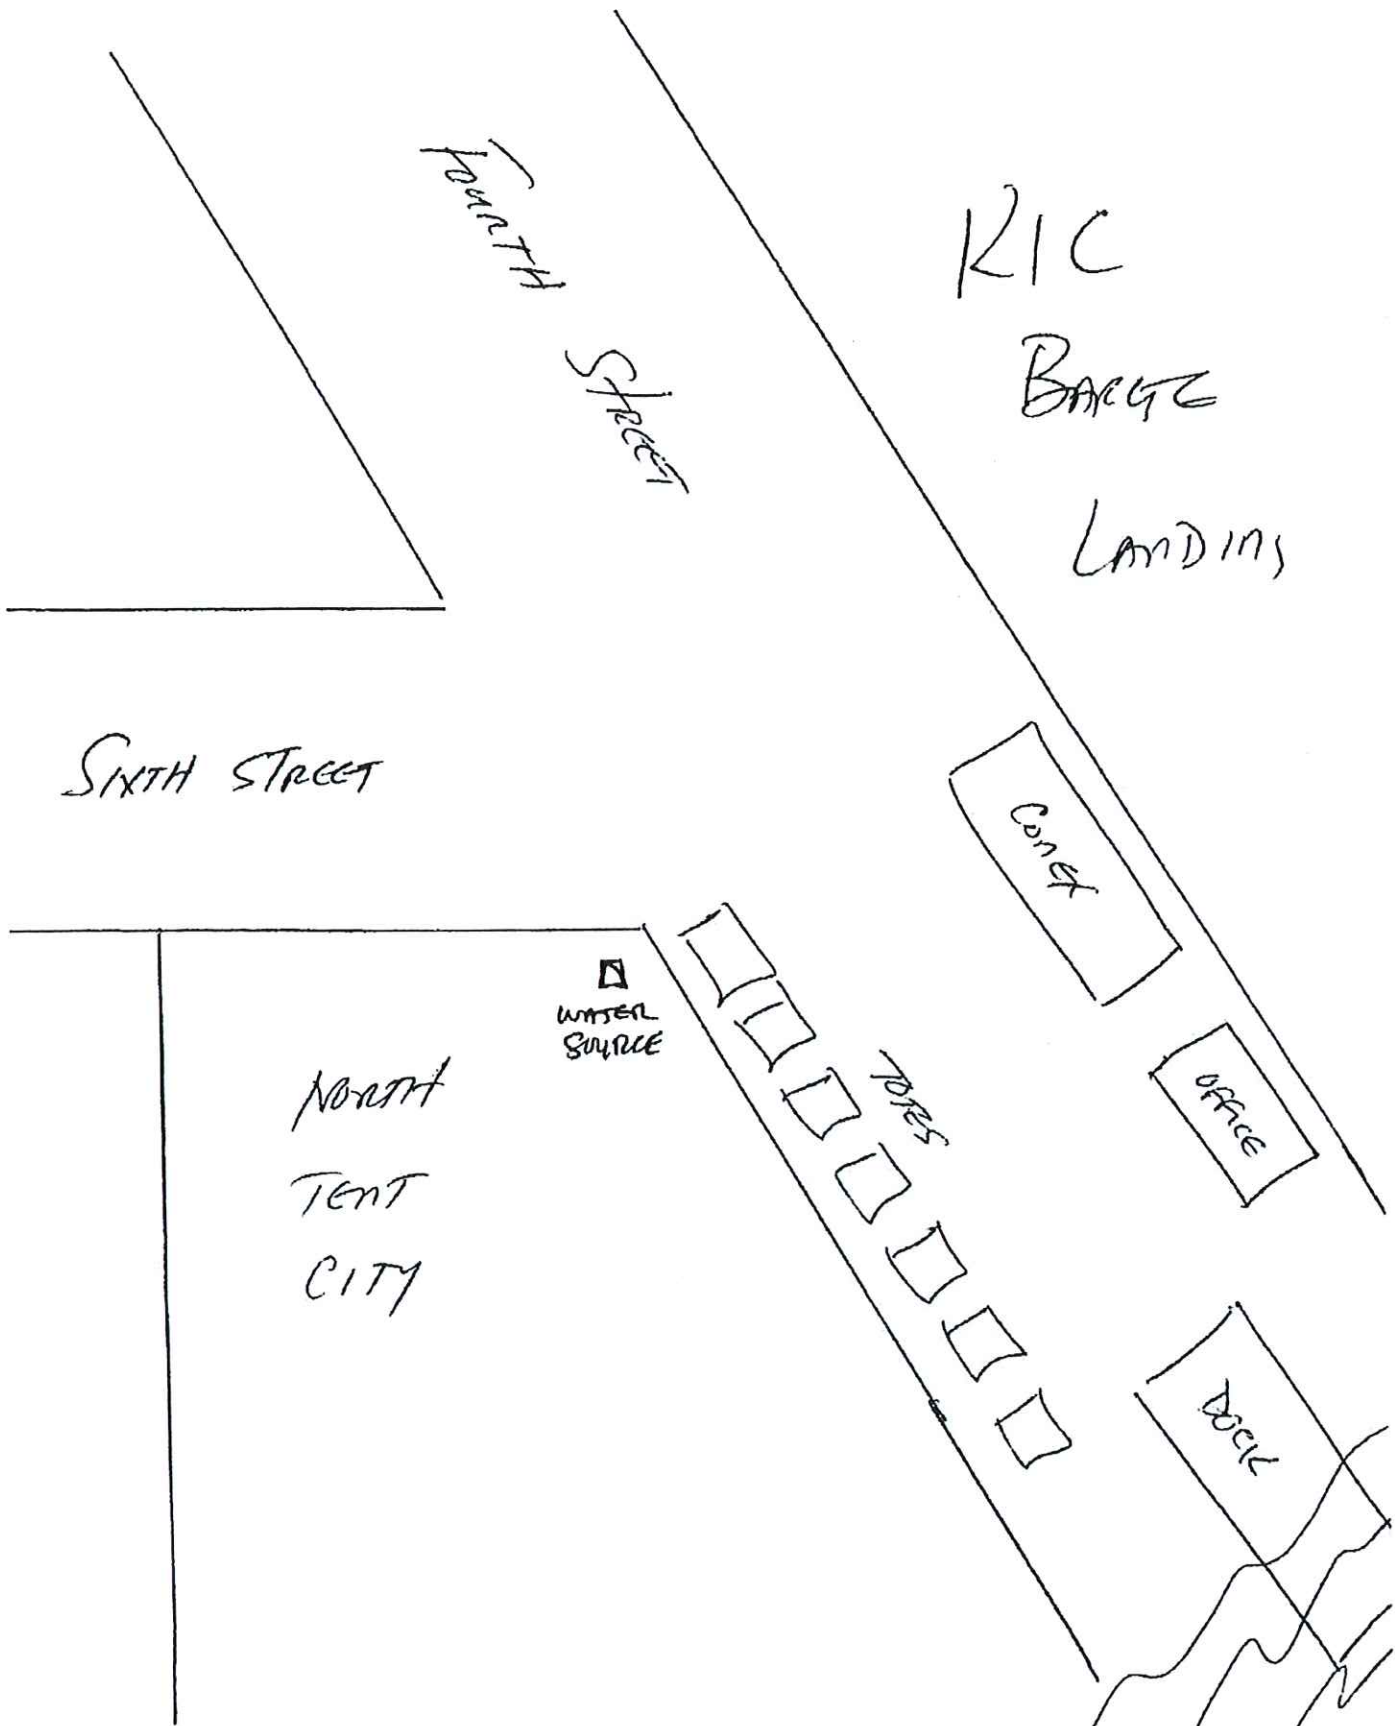 FOURTH STREET
KIC
BARGE
LANDING
SIXTH STREET
CONEX
WATER
SOURCE
TOTES
OFFICE
NORTH
TENT
CITY
DOCK